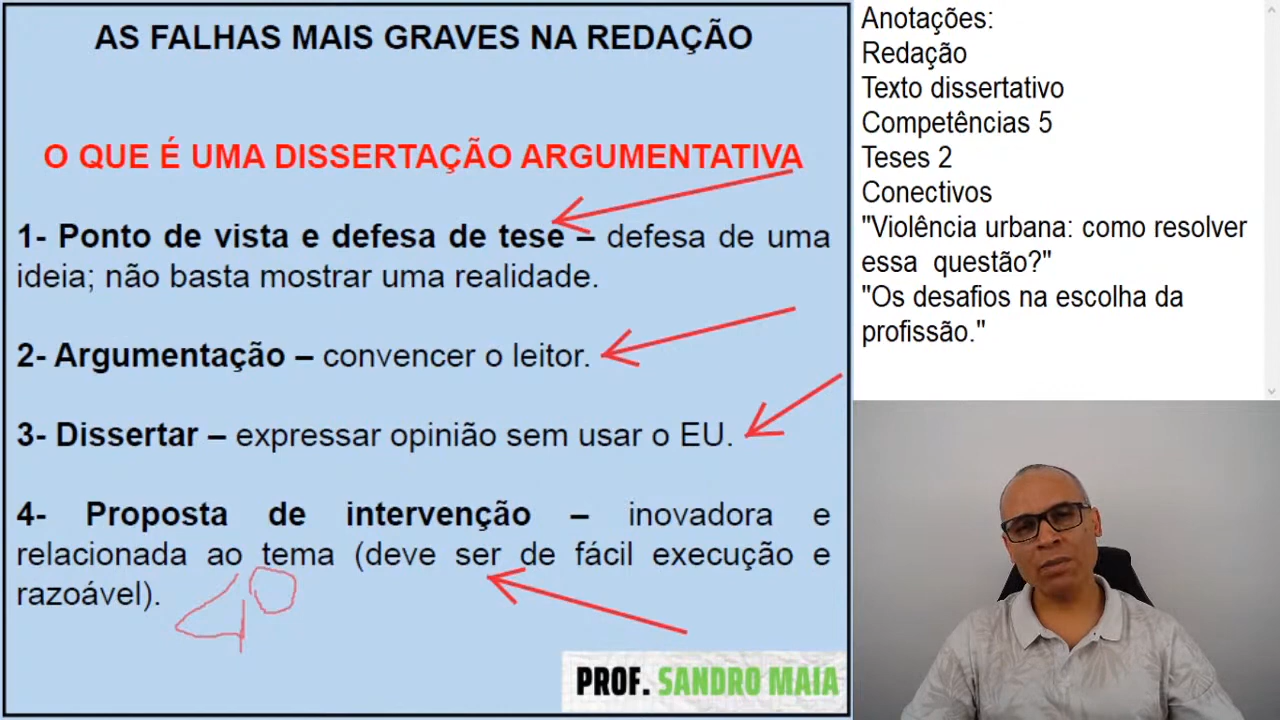 AS FALHAS MAIS GRAVES NA REDAÇÃO
O QUE É UMA DISSERTAÇÃO ARGUMENTATIVA
1- Ponto de vista e defesa de tese – defesa de uma
ideia; não basta mostrar uma realidade.
2- Argumentação – convencer o leitor.
3- Dissertar – expressar opinião sem usar o EU.
4- Proposta de intervenção – inovadora e
relacionada ao tema (deve ser de fácil execução e
razoável).
4º
PROF. SANDRO MAIA
Anotações:
Redação
Texto dissertativo
Competências 5
Teses 2
Conectivos
"Violência urbana: como resolver
essa  questão?"
"Os desafios na escolha da
profissão."